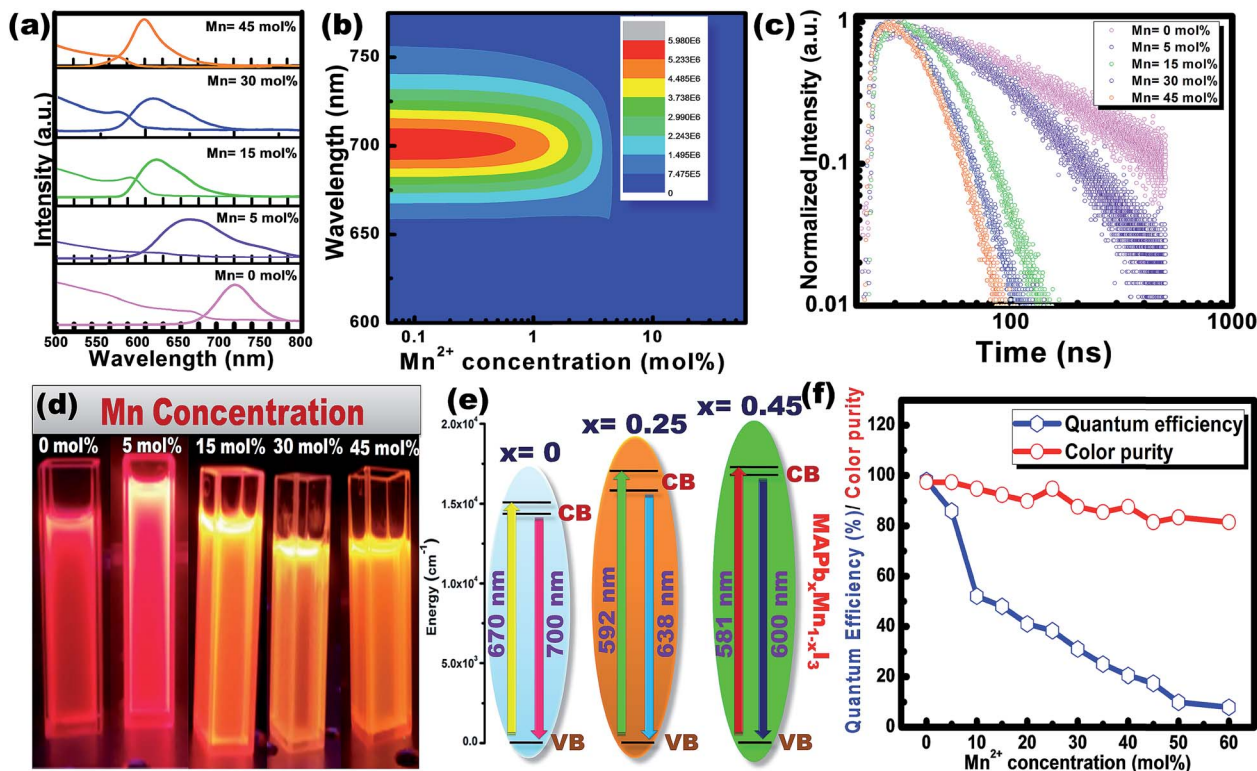 (a)
Mn= 45 mol%
Mn= 30 mol%
Mn= 15 mol%
Mn= 5 mol%
Mn= 0 mol%
Intensity (a.u.)
500 550 600 650 700 750 800
Wavelength (nm)
(b)
Wavelength (nm)
750
700
650
600
5.980E6
5.233E6
4.485E6
3.738E6
2.990E6
2.243E6
1.495E6
7.475E5
0
0.1 1 10
Mn²⁺ concentration (mol%)
(c)
Normalized Intensity (a.u.)
1
0.1
0.01
Mn= 0 mol%
Mn= 5 mol%
Mn= 15 mol%
Mn= 30 mol%
Mn= 45 mol%
100 1000
Time (ns)
(d)
Mn Concentration
0 mol% 5 mol% 15 mol% 30 mol% 45 mol%
(e)
Energy (cm⁻¹)
2.0x10⁴
1.5x10⁴
1.0x10⁴
5.0x10³
0.0
x= 0
x= 0.25
x= 0.45
CB
CB
CB
670 nm
700 nm
592 nm
638 nm
581 nm
600 nm
VB
VB
VB
MAPbₓMn₁₋ₓI₃
(f)
Quantum Efficiency (%)/ Color purity
120
100
80
60
40
20
0
Quantum efficiency
Color purity
0 10 20 30 40 50 60
Mn²⁺ concentration (mol%)